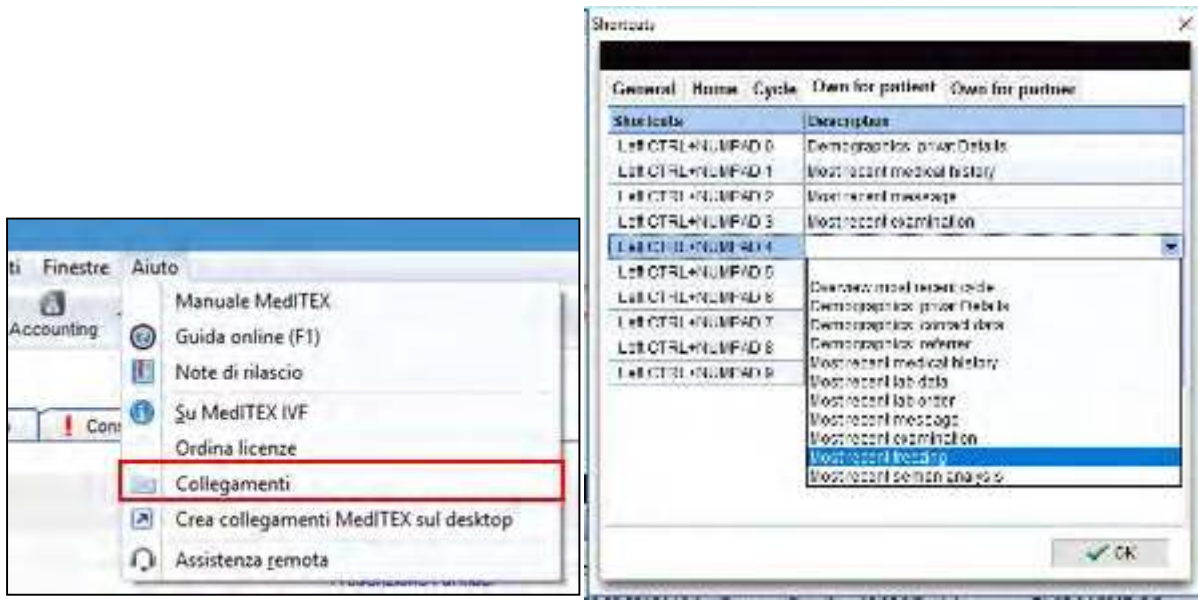 ti Finestre Aiuto
Accounting
Manuale MedITEX
Guida online (F1)
Note di rilascio
Cons
Su MedITEX IVF
Ordina licenze
Collegamenti
Crea collegamenti MedITEX sul desktop
Assistenza remota
Shortcuts
General Home Cycle Own for patient Own for partner
Shortcuts Description
Left CTRL+NUMPAD 0 Demographics: privat Details
Left CTRL+NUMPAD 1 Most recent medical history
Left CTRL+NUMPAD 2 Most recent message
Left CTRL+NUMPAD 3 Most recent examination
Left CTRL+NUMPAD 4
Left CTRL+NUMPAD 5
Left CTRL+NUMPAD 6
Left CTRL+NUMPAD 7
Left CTRL+NUMPAD 8
Left CTRL+NUMPAD 9
Overview most recent cycle
Demographics: privat Details
Demographics: contact data
Demographics: referrer
Most recent medical history
Most recent lab data
Most recent lab order
Most recent message
Most recent examination
Most recent freezing
Most recent semen analysis
OK